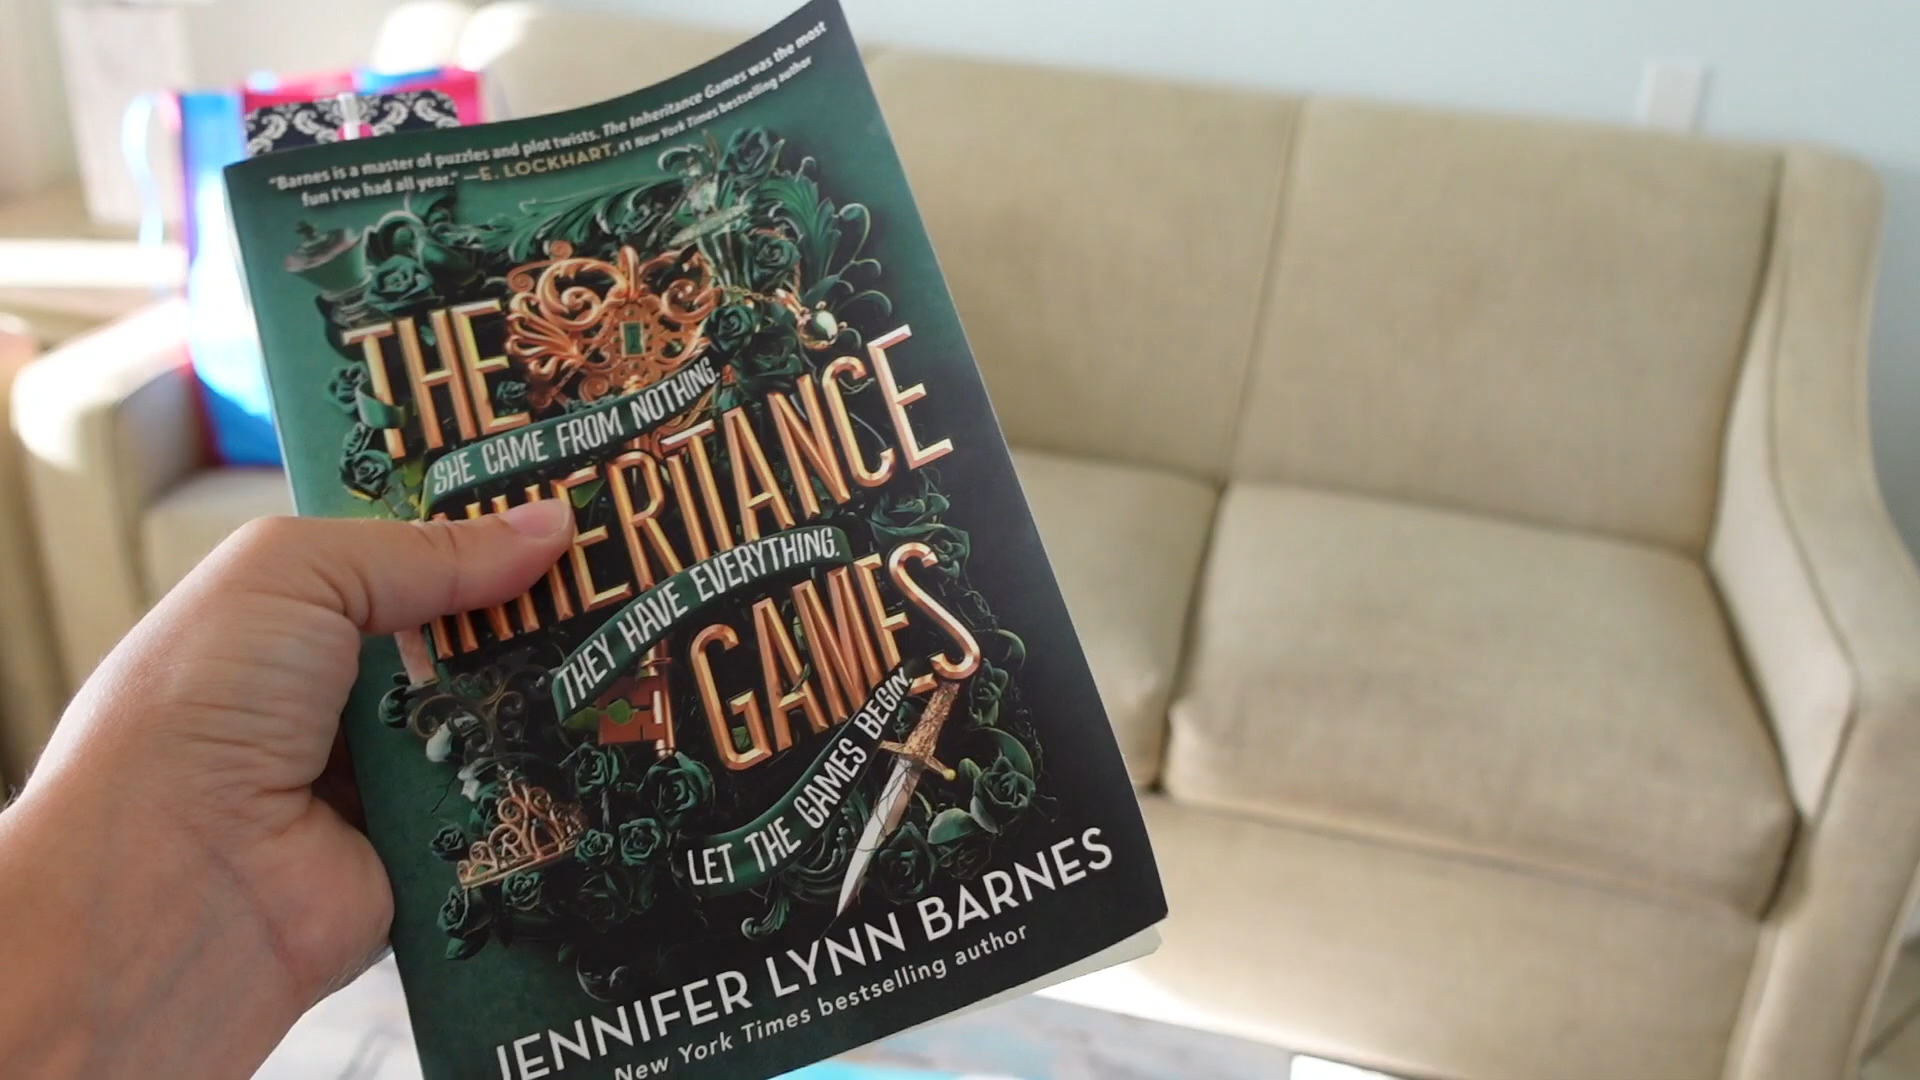 "Barnes is a master of puzzles and plot twists. The Inheritance Games was the most
fun I've had all year." —E. LOCKHART, #1 New York Times bestselling author
THE
SHE CAME FROM NOTHING.
INHERITANCE
THEY HAVE EVERYTHING.
GAMES
LET THE GAMES BEGIN.
JENNIFER LYNN BARNES
New York Times bestselling author